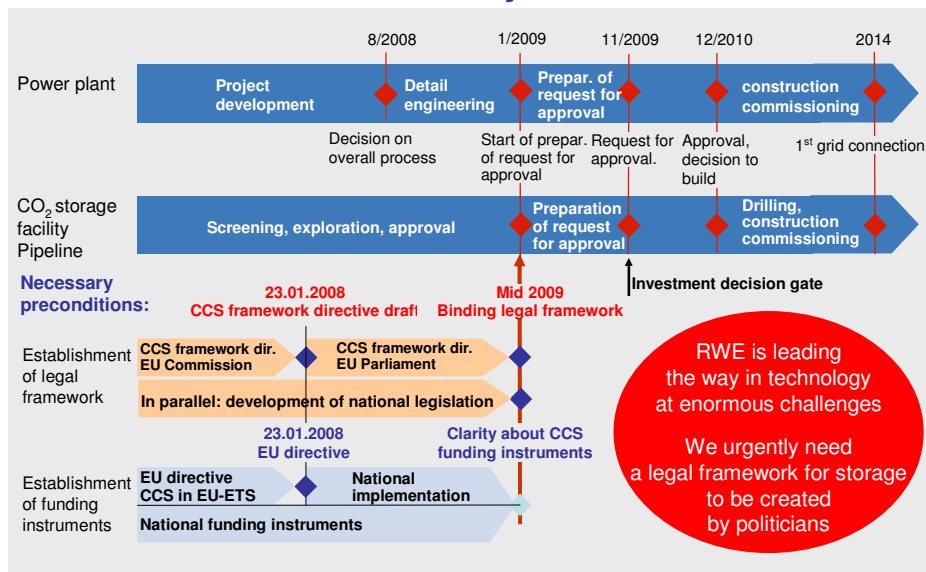 8/2008
1/2009
11/2009
12/2010
2014
Power plant
Project
development
Detail
engineering
Prepar. of
request for
approval
construction
commissioning
Decision on
overall process
Start of prepar.
of request for
approval
Request for
approval.
Approval,
decision to
build
1st grid connection
CO2 storage
facility
Pipeline
Screening, exploration, approval
Preparation
of request
for approval
Drilling,
construction
commissioning
Investment decision gate
Necessary
preconditions:
23.01.2008
CCS framework directive draft
Mid 2009
Binding legal framework
Establishment
of legal
framework
CCS framework dir.
EU Commission
CCS framework dir.
EU Parliament
In parallel: development of national legislation
23.01.2008
EU directive
Clarity about CCS
funding instruments
Establishment
of funding
instruments
EU directive
CCS in EU-ETS
National
implementation
National funding instruments
RWE is leading
the way in technology
at enormous challenges
We urgently need
a legal framework for storage
to be created
by politicians